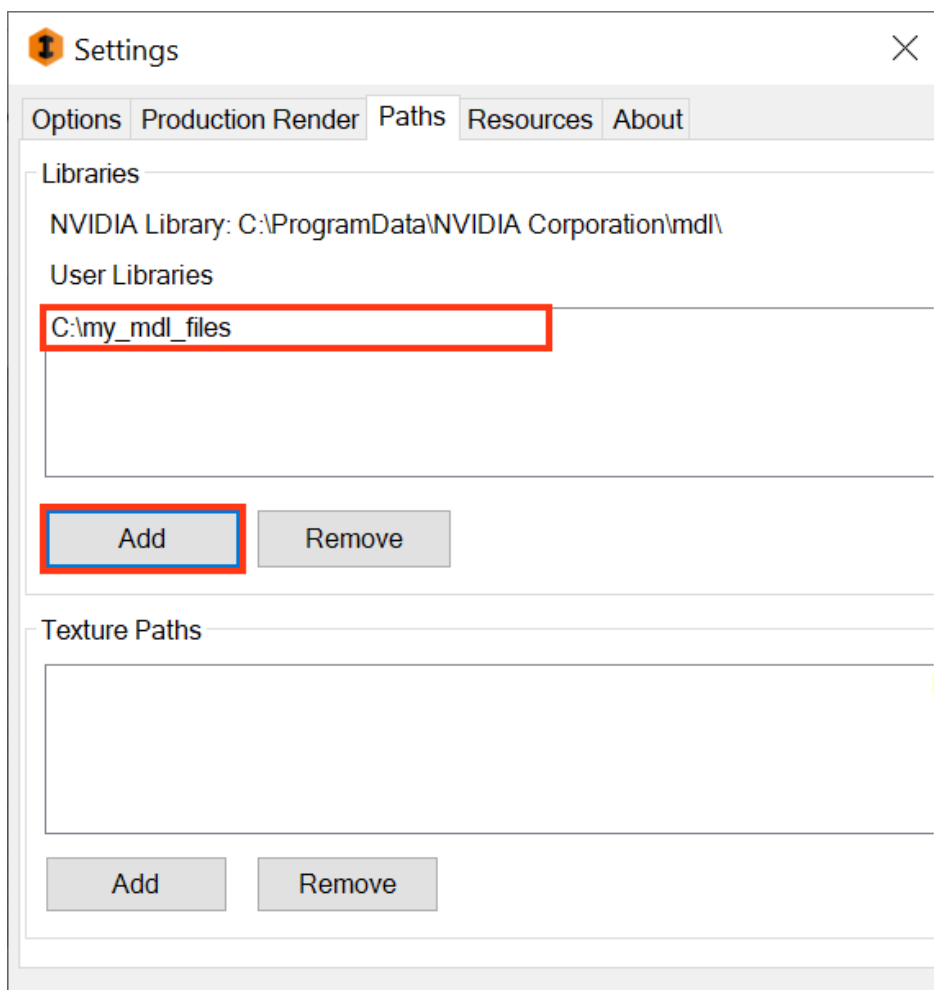 Settings
Options Production Render Paths Resources About
Libraries
NVIDIA Library: C:\ProgramData\NVIDIA Corporation\mdl\
User Libraries
C:\my_mdl_files
Add Remove
Texture Paths
Add Remove